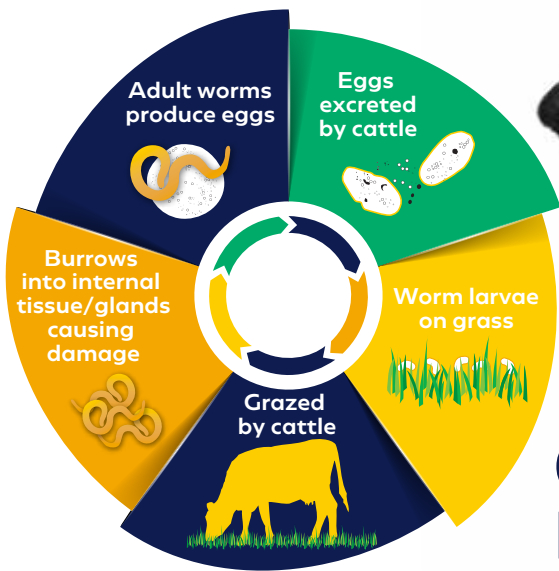 Adult worms
produce eggs
Eggs
excreted
by cattle
Worm larvae
on grass
Grazed
by cattle
Burrows
into internal
tissue/glands
causing
damage